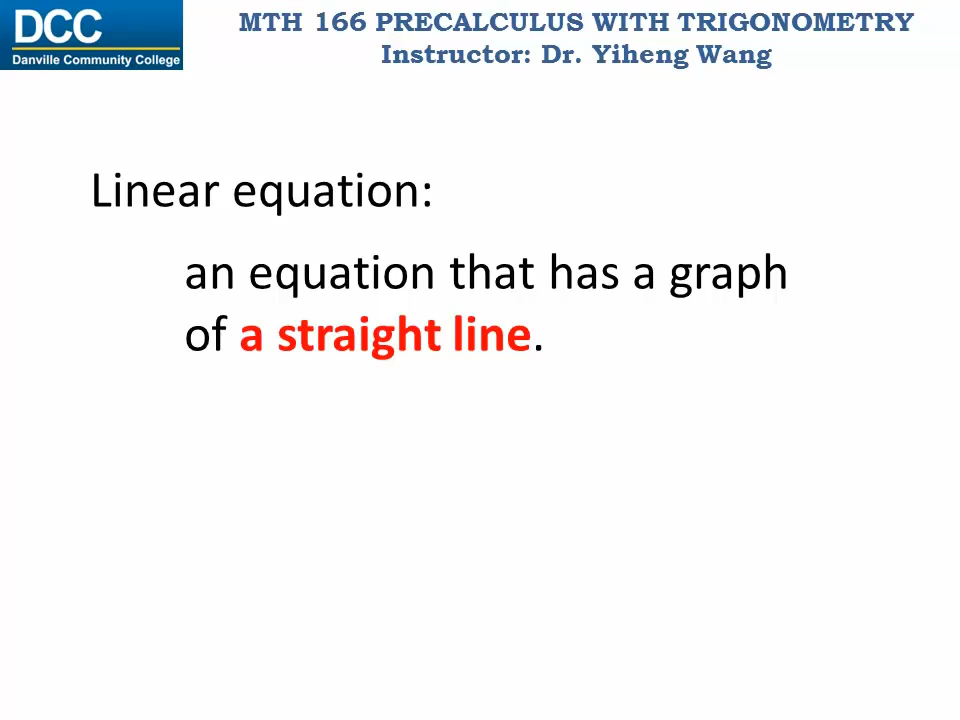 DCC
Danville Community College
MTH 166 PRECALCULUS WITH TRIGONOMETRY
Instructor: Dr. Yiheng Wang
Linear equation:
an equation that has a graph
of a straight line.